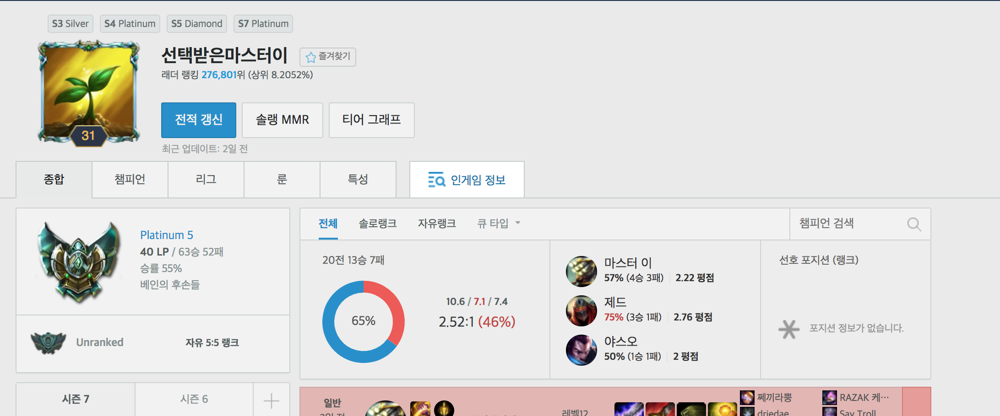 S3 Silver S4 Platinum S5 Diamond S7 Platinum
선택받은마스터이 즐겨찾기
래더 랭킹 276,801위 (상위 8.2052%)
31
전적 갱신 솔랭 MMR 티어 그래프
최근 업데이트: 2일 전
종합 챔피언 리그 룬 특성 인게임 정보
Platinum 5
40 LP / 63승 52패
승률 55%
베인의 후손들
Unranked 자유 5:5 랭크
시즌 7 시즌 6
전체 솔로랭크 자유랭크 큐 타입 챔피언 검색
20전 13승 7패
65%
10.6 / 7.1 / 7.4
2.52:1 (46%)
마스터 이
57% (4승 3패) 2.22 평점
제드
75% (3승 1패) 2.76 평점
야스오
50% (1승 1패) 2 평점
선호 포지션 (랭크)
포지션 정보가 없습니다.
일반
레벨12
쩨끼라뿡 RAZAK 케…
driedae Say Troll